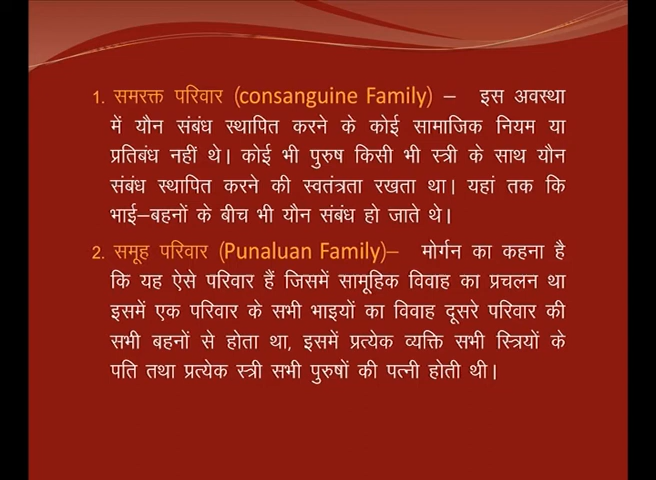 1. समरक्त परिवार (consanguine Family) – इस अवस्था
में यौन संबंध स्थापित करने के कोई सामाजिक नियम या
प्रतिबंध नहीं थे। कोई भी पुरुष किसी भी स्त्री के साथ यौन
संबंध स्थापित करने की स्वतंत्रता रखता था। यहां तक कि
भाई–बहनों के बीच भी यौन संबंध हो जाते थे।
2. समूह परिवार (Punaluan Family)– मोर्गन का कहना है
कि यह ऐसे परिवार हैं जिसमें सामूहिक विवाह का प्रचलन था
इसमें एक परिवार के सभी भाइयों का विवाह दूसरे परिवार की
सभी बहनों से होता था, इसमें प्रत्येक व्यक्ति सभी स्त्रियों के
पति तथा प्रत्येक स्त्री सभी पुरुषों की पत्नी होती थी।